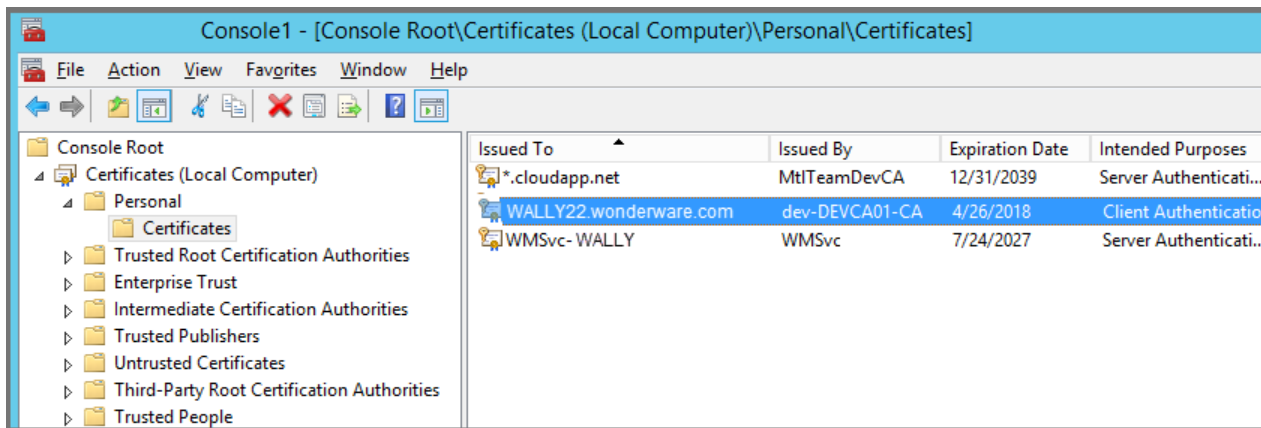 Console1 - [Console Root\Certificates (Local Computer)\Personal\Certificates]
File Action View Favorites Window Help
Console Root
Certificates (Local Computer)
Personal
Certificates
Trusted Root Certification Authorities
Enterprise Trust
Intermediate Certification Authorities
Trusted Publishers
Untrusted Certificates
Third-Party Root Certification Authorities
Trusted People
Issued To Issued By Expiration Date Intended Purposes
*.cloudapp.net MtlTeamDevCA 12/31/2039 Server Authenticati...
WALLY22.wonderware.com dev-DEVCA01-CA 4/26/2018 Client Authenticatio
WMSvc- WALLY WMSvc 7/24/2027 Server Authenticati...